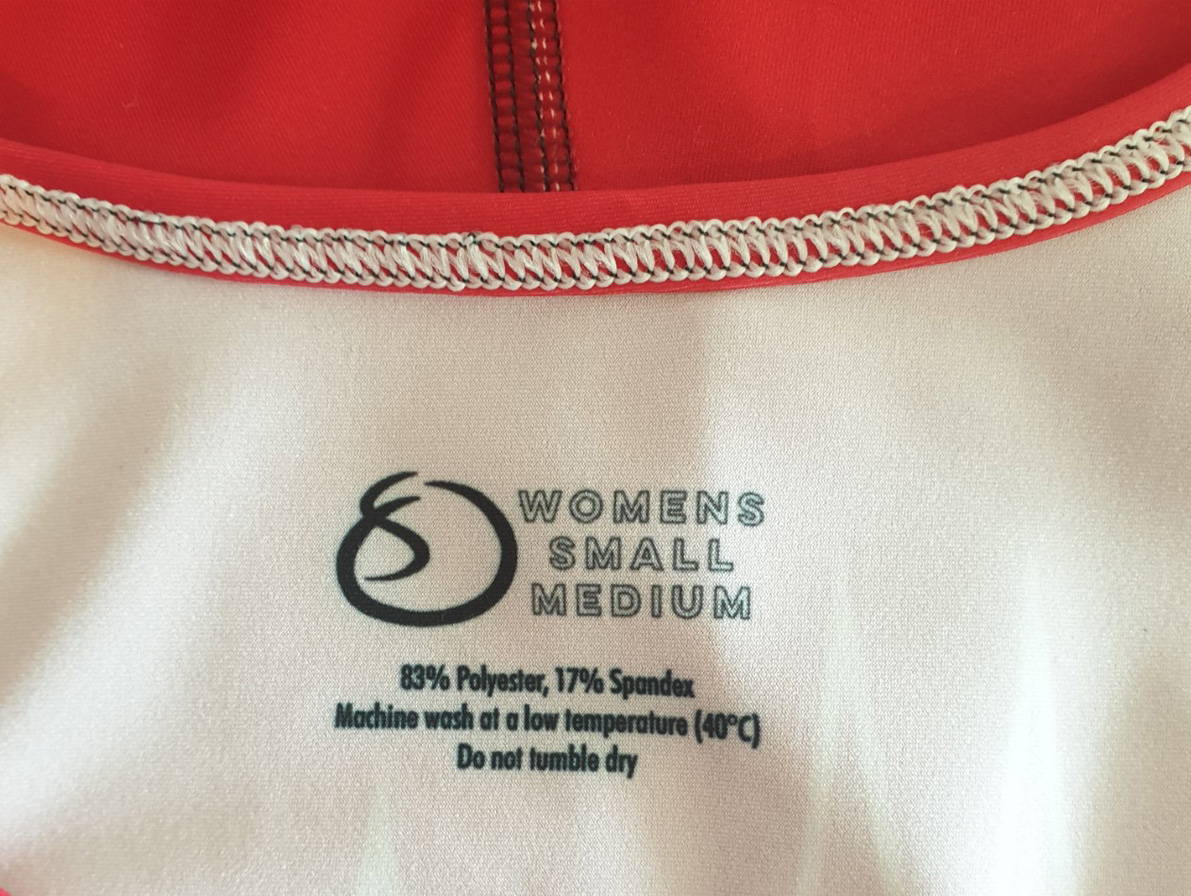 WOMENS
SMALL
MEDIUM
83% Polyester, 17% Spandex
Machine wash at a low temperature (40°C)
Do not tumble dry